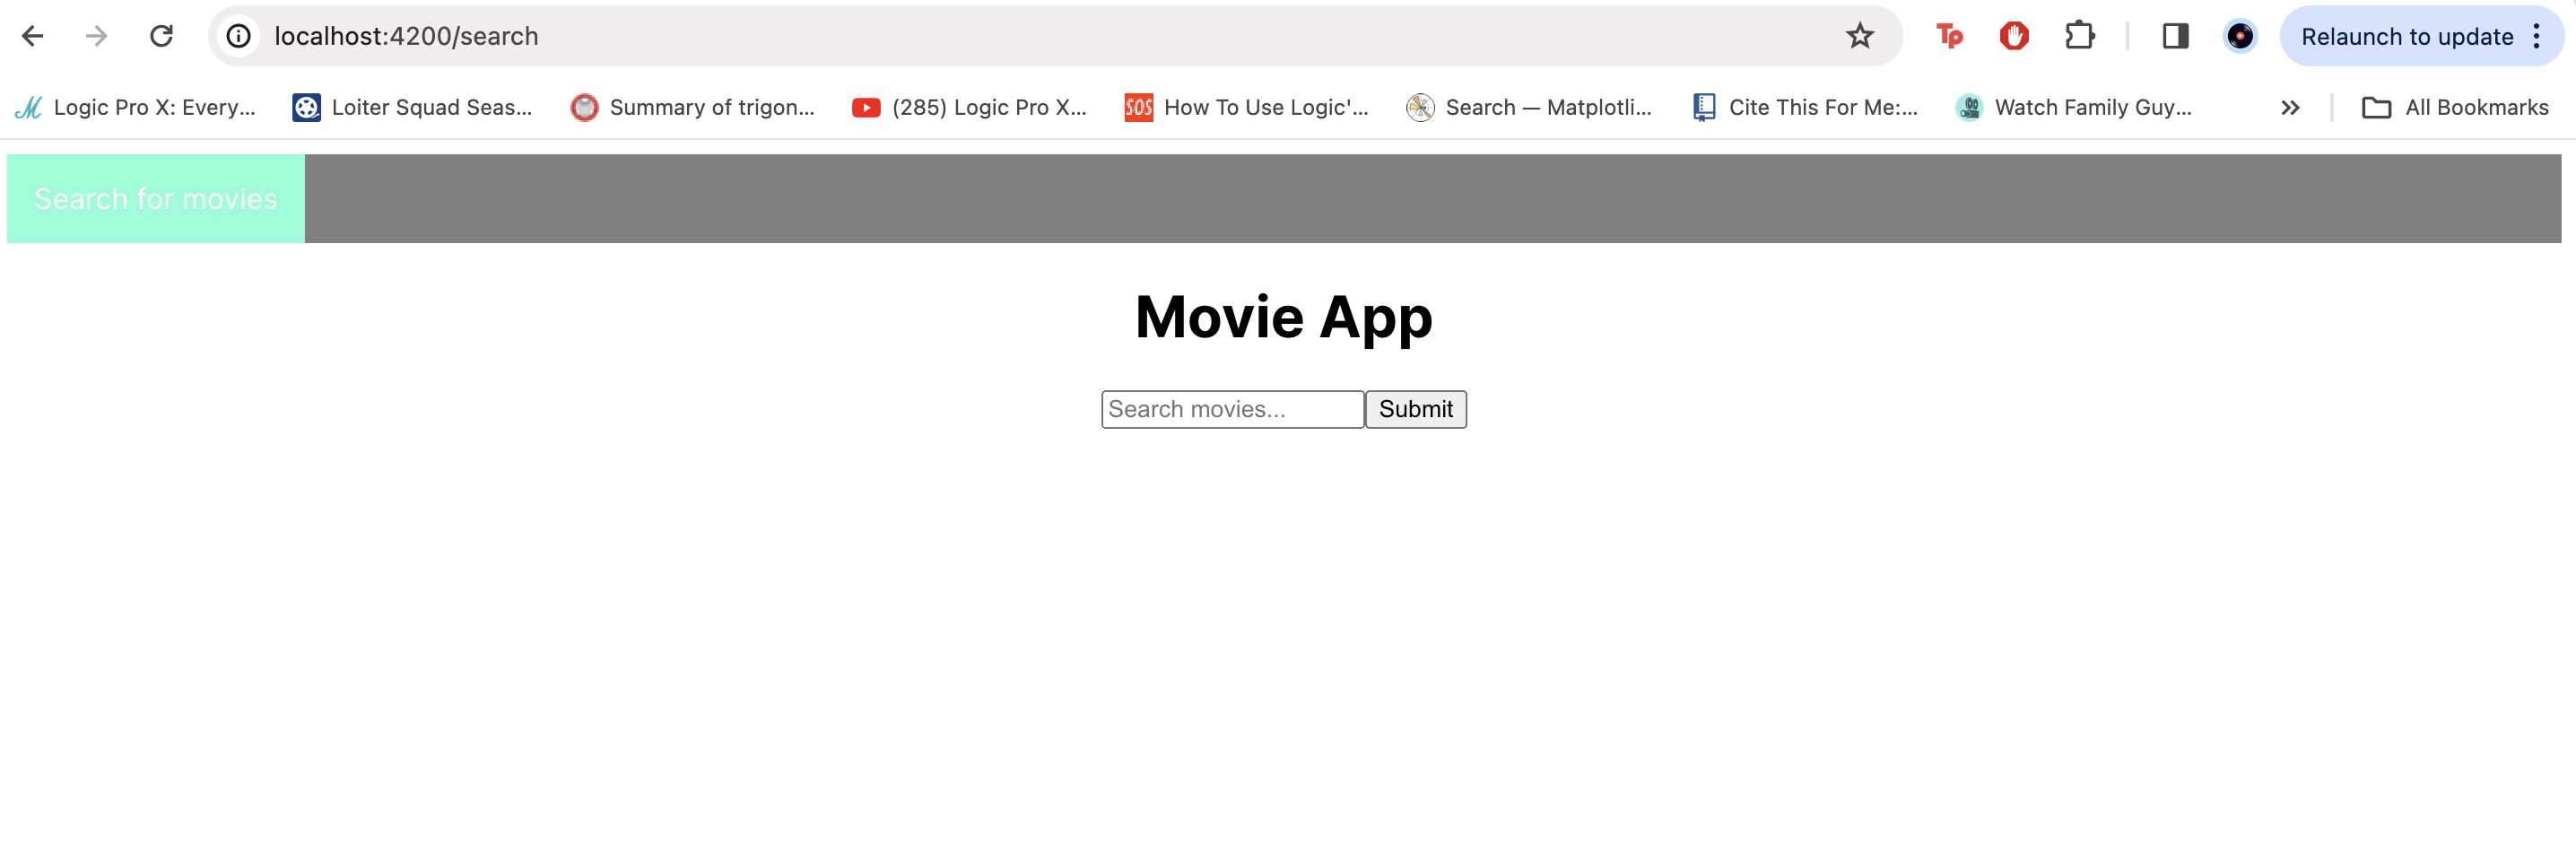 localhost:4200/search
Tp
Relaunch to update
Logic Pro X: Every...
Loiter Squad Seas...
Summary of trigon...
(285) Logic Pro X...
SOS
How To Use Logic'...
Search — Matplotli...
Cite This For Me:...
Watch Family Guy...
All Bookmarks
Search for movies
Movie App
Search movies...
Submit